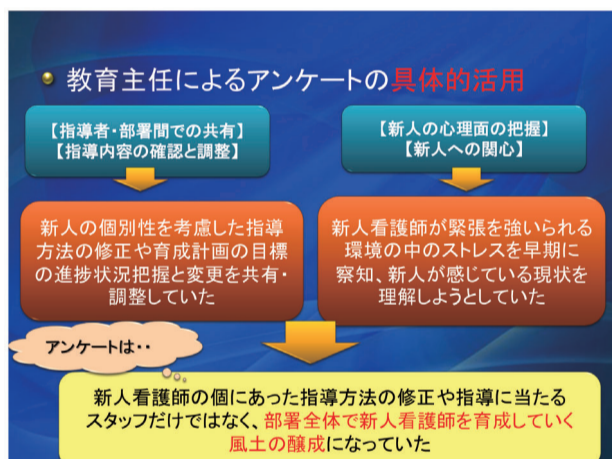 教育主任によるアンケートの具体的活用
【指導者・部署間での共有】
【指導内容の確認と調整】
【新人の心理面の把握】
【新人への関心】
新人の個別性を考慮した指導
方法の修正や育成計画の目標
の進捗状況把握と変更を共有・
調整していた
新人看護師が緊張を強いられる
環境の中のストレスを早期に
察知、新人が感じている現状を
理解しようとしていた
アンケートは・・
新人看護師の個にあった指導方法の修正や指導に当たる
スタッフだけではなく、部署全体で新人看護師を育成していく
風土の醸成になっていた